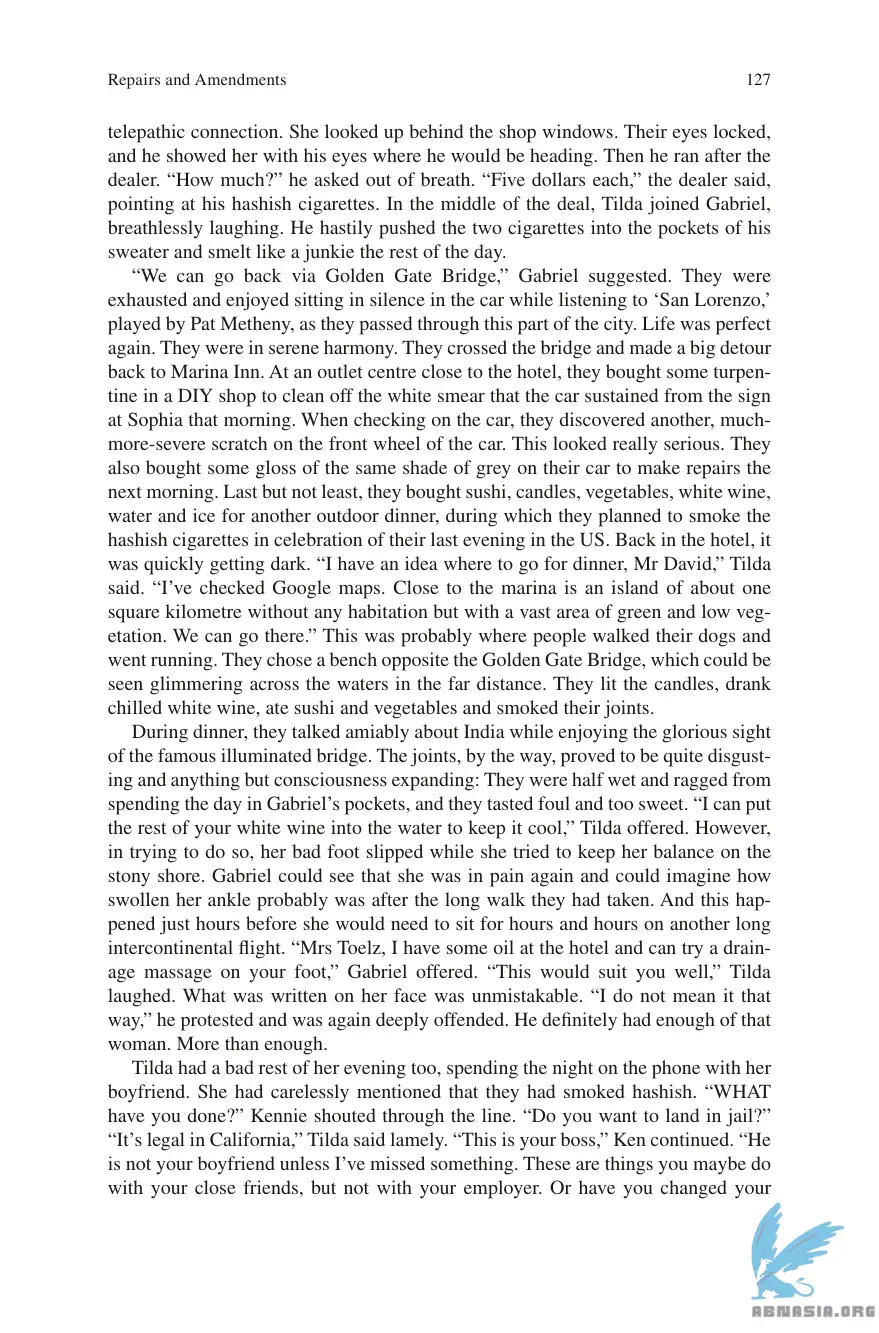 Repairs and Amendments 127
telepathic connection. She looked up behind the shop windows. Their eyes locked,
and he showed her with his eyes where he would be heading. Then he ran after the
dealer. “How much?” he asked out of breath. “Five dollars each,” the dealer said,
pointing at his hashish cigarettes. In the middle of the deal, Tilda joined Gabriel,
breathlessly laughing. He hastily pushed the two cigarettes into the pockets of his
sweater and smelt like a junkie the rest of the day.
“We can go back via Golden Gate Bridge,” Gabriel suggested. They were
exhausted and enjoyed sitting in silence in the car while listening to ‘San Lorenzo,’
played by Pat Metheny, as they passed through this part of the city. Life was perfect
again. They were in serene harmony. They crossed the bridge and made a big detour
back to Marina Inn. At an outlet centre close to the hotel, they bought some turpen-
tine in a DIY shop to clean off the white smear that the car sustained from the sign
at Sophia that morning. When checking on the car, they discovered another, much-
more-severe scratch on the front wheel of the car. This looked really serious. They
also bought some gloss of the same shade of grey on their car to make repairs the
next morning. Last but not least, they bought sushi, candles, vegetables, white wine,
water and ice for another outdoor dinner, during which they planned to smoke the
hashish cigarettes in celebration of their last evening in the US. Back in the hotel, it
was quickly getting dark. “I have an idea where to go for dinner, Mr David,” Tilda
said. “I’ve checked Google maps. Close to the marina is an island of about one
square kilometre without any habitation but with a vast area of green and low veg-
etation. We can go there.” This was probably where people walked their dogs and
went running. They chose a bench opposite the Golden Gate Bridge, which could be
seen glimmering across the waters in the far distance. They lit the candles, drank
chilled white wine, ate sushi and vegetables and smoked their joints.
During dinner, they talked amiably about India while enjoying the glorious sight
of the famous illuminated bridge. The joints, by the way, proved to be quite disgust-
ing and anything but consciousness expanding: They were half wet and ragged from
spending the day in Gabriel’s pockets, and they tasted foul and too sweet. “I can put
the rest of your white wine into the water to keep it cool,” Tilda offered. However,
in trying to do so, her bad foot slipped while she tried to keep her balance on the
stony shore. Gabriel could see that she was in pain again and could imagine how
swollen her ankle probably was after the long walk they had taken. And this hap-
pened just hours before she would need to sit for hours and hours on another long
intercontinental flight. “Mrs Toelz, I have some oil at the hotel and can try a drain-
age massage on your foot,” Gabriel offered. “This would suit you well,” Tilda
laughed. What was written on her face was unmistakable. “I do not mean it that
way,” he protested and was again deeply offended. He definitely had enough of that
woman. More than enough.
Tilda had a bad rest of her evening too, spending the night on the phone with her
boyfriend. She had carelessly mentioned that they had smoked hashish. “WHAT
have you done?” Kennie shouted through the line. “Do you want to land in jail?”
“It’s legal in California,” Tilda said lamely. “This is your boss,” Ken continued. “He
is not your boyfriend unless I’ve missed something. These are things you maybe do
with your close friends, but not with your employer. Or have you changed your
ABNASIA.ORG